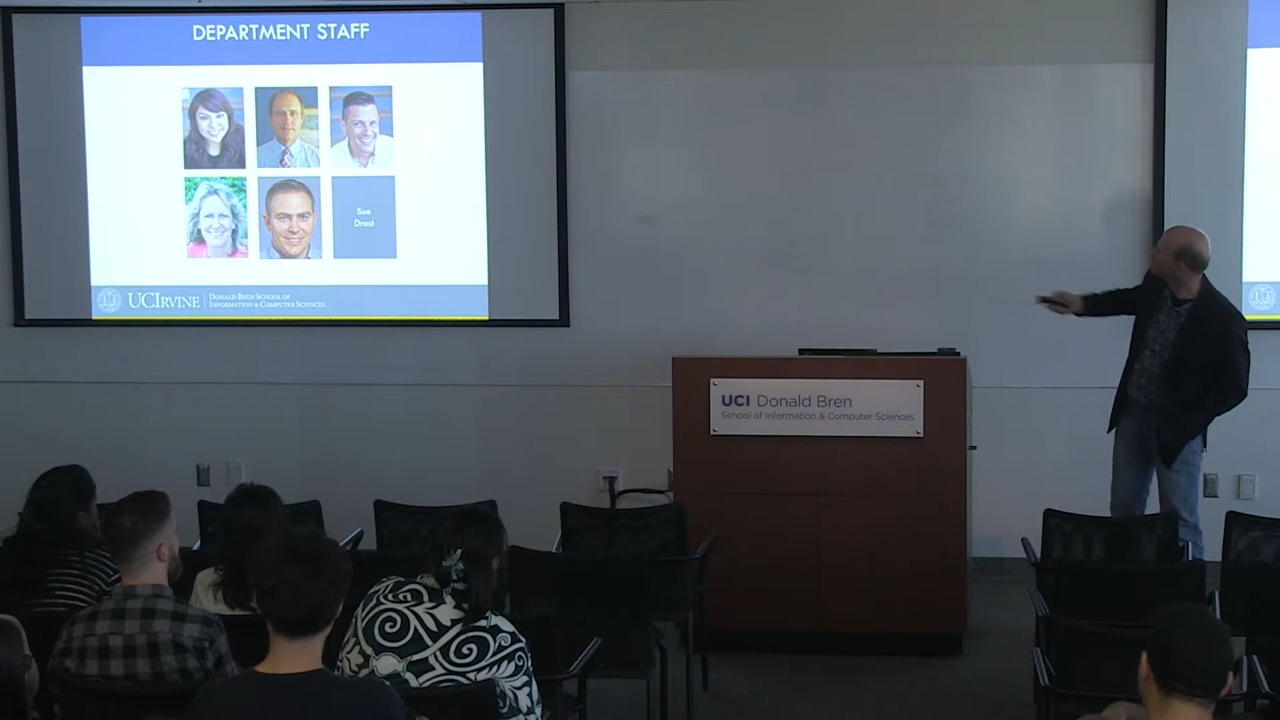 DEPARTMENT STAFF
Sue
Drost
UCIRVINE
DONALD BREN SCHOOL OF
INFORMATION & COMPUTER SCIENCES
UCI Donald Bren
School of Information & Computer Sciences